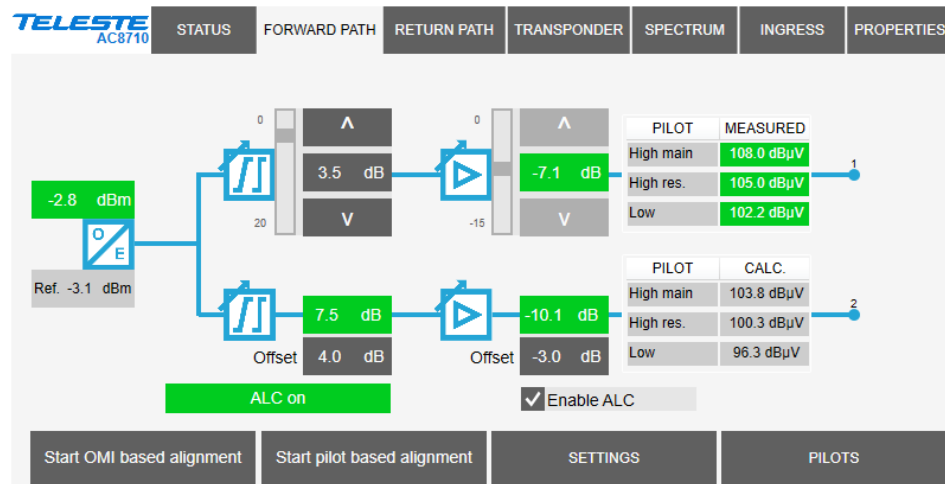 TELESTE
AC8710
STATUS
FORWARD PATH
RETURN PATH
TRANSPONDER
SPECTRUM
INGRESS
PROPERTIES
0
20
Λ
3.5 dB
V
0
-15
Λ
-7.1 dB
V
PILOT MEASURED
High main 108.0 dBµV
High res. 105.0 dBµV
Low 102.2 dBµV
1
-2.8 dBm
O
E
Ref. -3.1 dBm
7.5 dB
Offset 4.0 dB
-10.1 dB
Offset -3.0 dB
PILOT CALC.
High main 103.8 dBµV
High res. 100.3 dBµV
Low 96.3 dBµV
2
ALC on
Enable ALC
Start OMI based alignment
Start pilot based alignment
SETTINGS
PILOTS